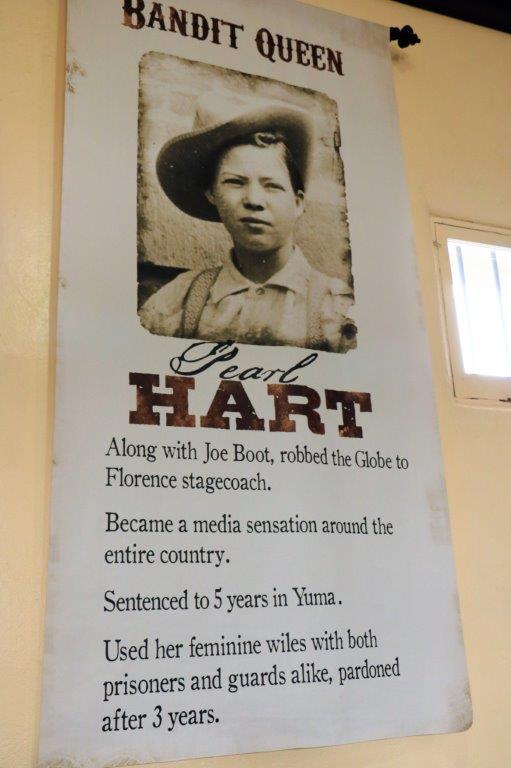 BANDIT QUEEN
Pearl
HART
Along with Joe Boot, robbed the Globe to
Florence stagecoach.
Became a media sensation around the
entire country.
Sentenced to 5 years in Yuma.
Used her feminine wiles with both
prisoners and guards alike, pardoned
after 3 years.